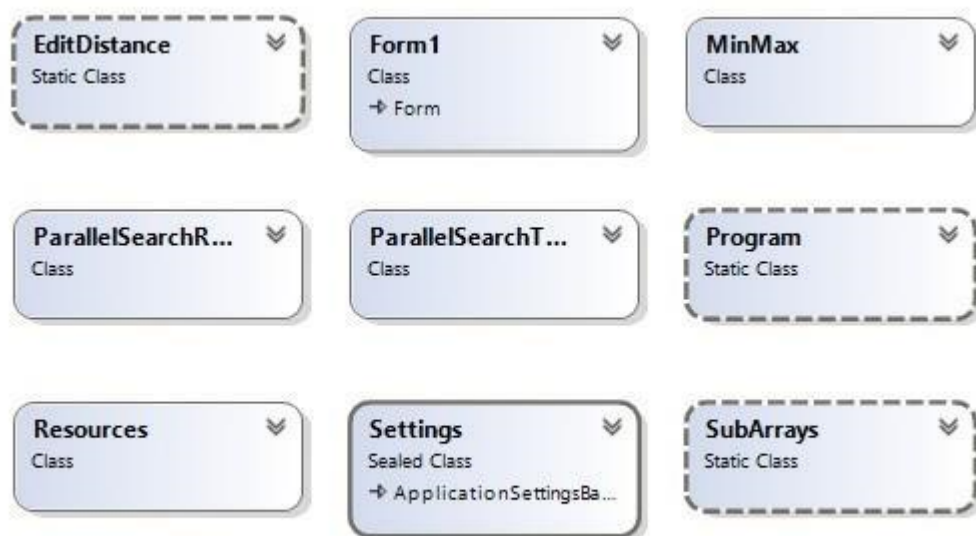 EditDistance
Static Class
Form1
Class
Form
MinMax
Class
ParallelSearchR...
Class
ParallelSearchT...
Class
Program
Static Class
Resources
Class
Settings
Sealed Class
ApplicationSettingsBa...
SubArrays
Static Class